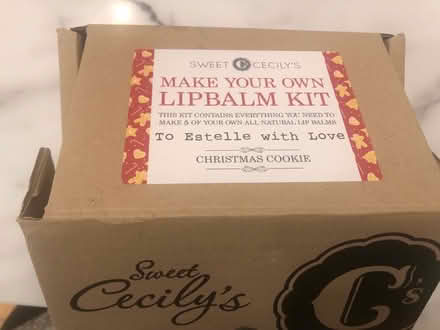 SWEET C CECILY'S
MAKE YOUR OWN
LIPBALM KIT
THIS KIT CONTAINS EVERYTHING YOU NEED TO
MAKE 5 OF YOUR OWN ALL NATURAL LIP BALMS
To Estelle with Love
CHRISTMAS COOKIE
Sweet
Cecily's
C's